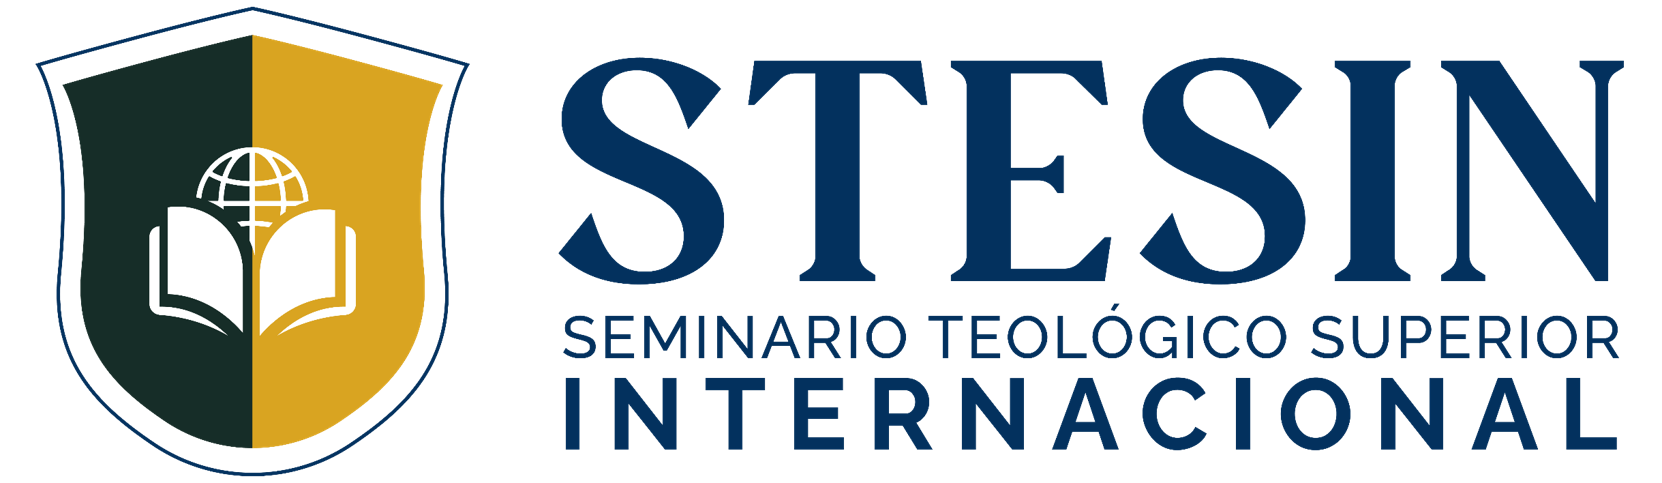 STESIN
SEMINARIO TEOLÓGICO SUPERIOR
INTERNACIONAL